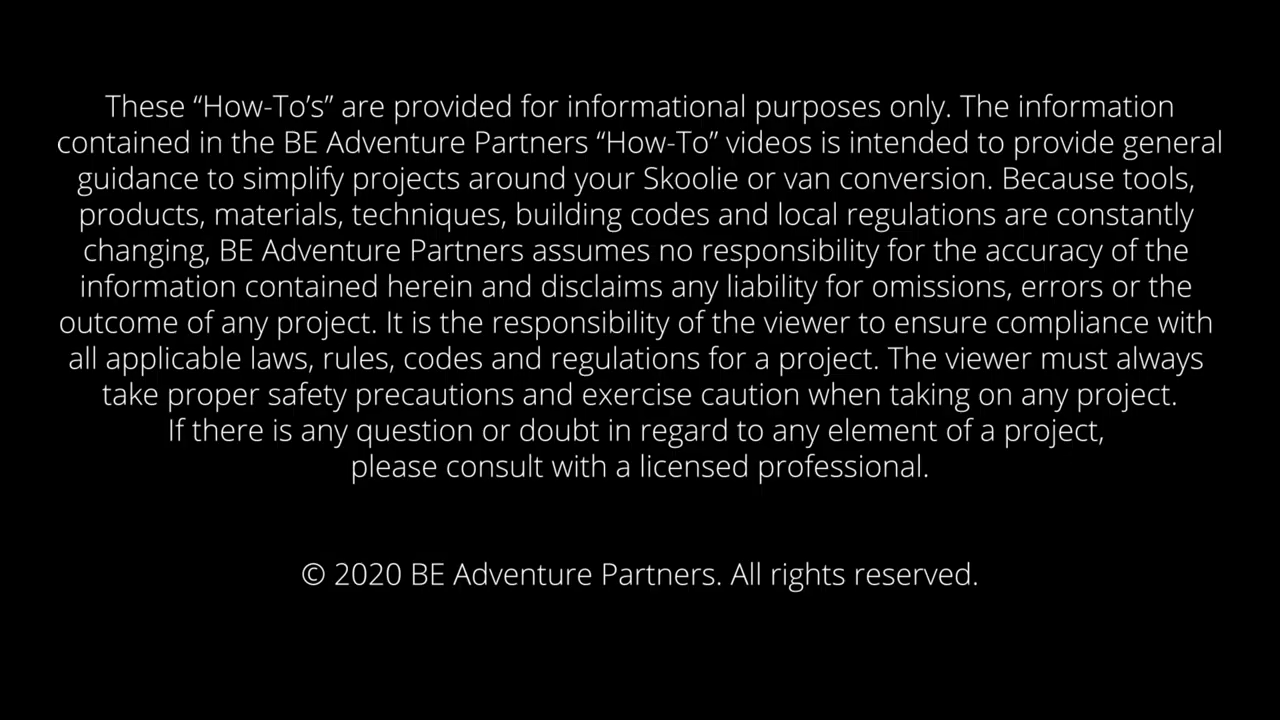 These “How-To’s” are provided for informational purposes only. The information
contained in the BE Adventure Partners “How-To” videos is intended to provide general
guidance to simplify projects around your Skoolie or van conversion. Because tools,
products, materials, techniques, building codes and local regulations are constantly
changing, BE Adventure Partners assumes no responsibility for the accuracy of the
information contained herein and disclaims any liability for omissions, errors or the
outcome of any project. It is the responsibility of the viewer to ensure compliance with
all applicable laws, rules, codes and regulations for a project. The viewer must always
take proper safety precautions and exercise caution when taking on any project.
If there is any question or doubt in regard to any element of a project,
please consult with a licensed professional.
© 2020 BE Adventure Partners. All rights reserved.